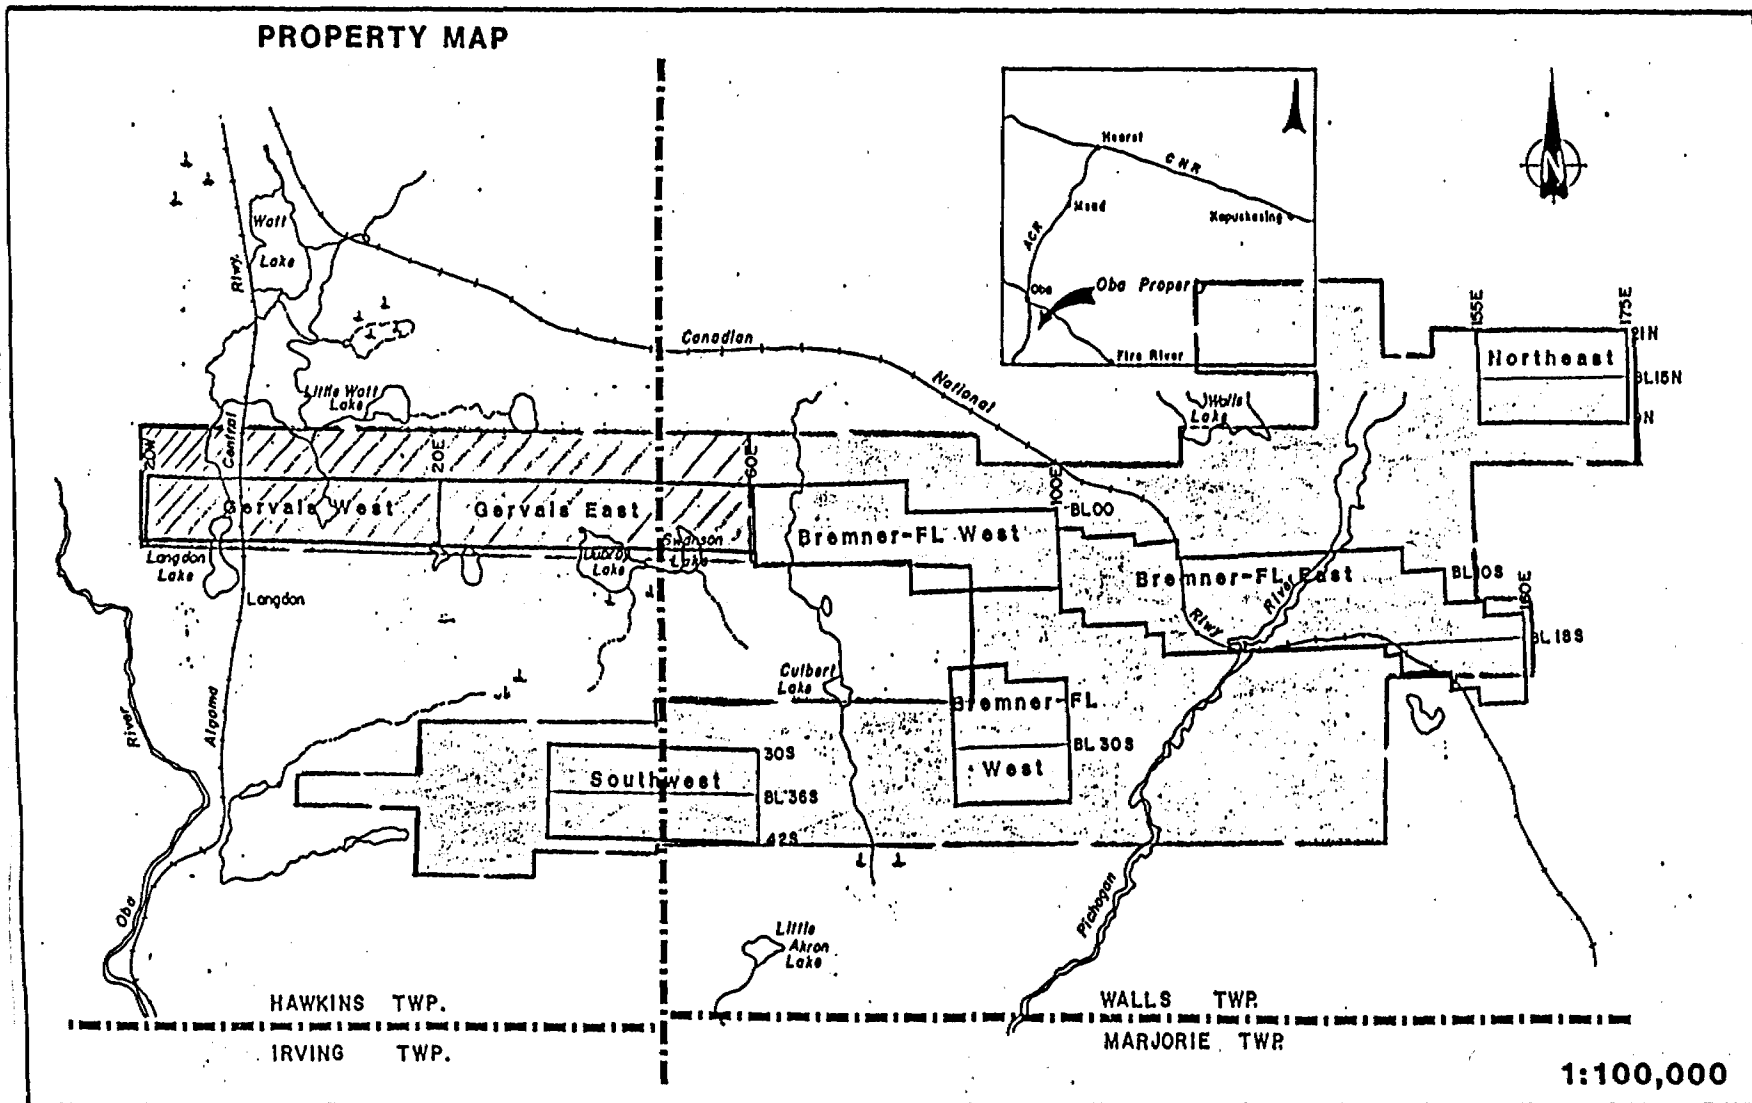 PROPERTY MAP
Hearst
CNR
Mead
Kapuskasing
ACR
Oba
Oba Proper
Fire River
N
Watt
Lake
Rlwy.
Canadian
National
155E
175E
21N
Northeast
BL15N
9N
Little Watt
Lake
Walls
Lake
Central
20W
20E
60E
100E
BL00
Gervais West
Gervais East
Swanson
Lake
Bremner-FL West
Langdon
Lake
Lake
Langdon
Bremner-FL East
BL10S
160E
River
Rlwy
BL18S
Culbert
Lake
Bremner-FL
BL30S
West
River
Algoma
30S
Southwest
BL36S
42S
Oba
Pichogan
Little
Akron
Lake
HAWKINS TWP.
WALLS TWP.
IRVING TWP.
MARJORIE TWP.
1:100,000